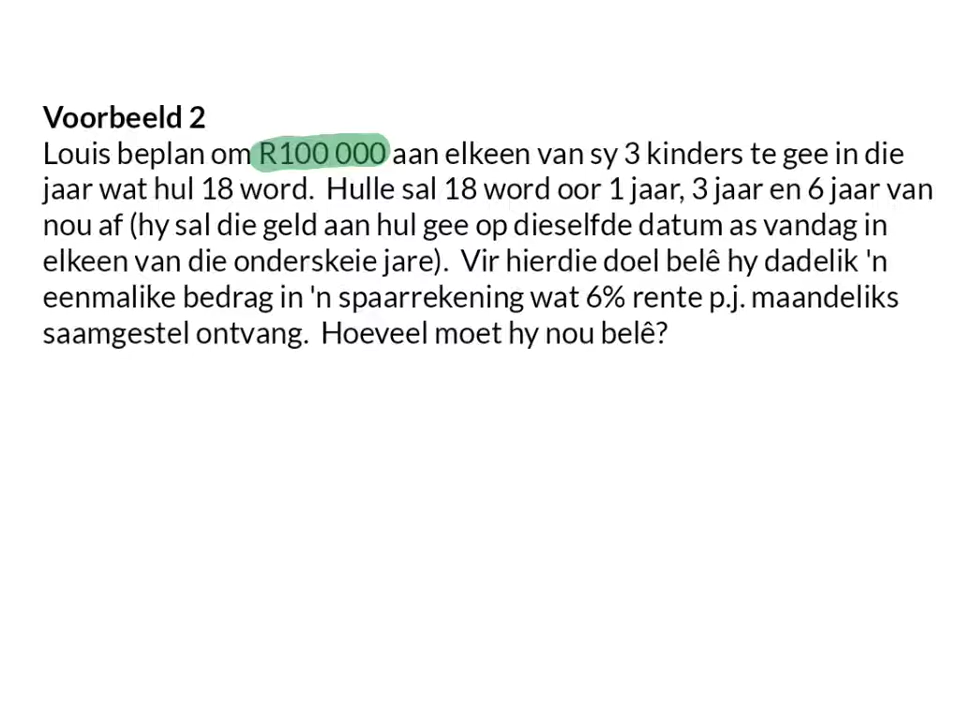 Voorbeeld 2
Louis beplan om R100 000 aan elkeen van sy 3 kinders te gee in die
jaar wat hul 18 word. Hulle sal 18 word oor 1 jaar, 3 jaar en 6 jaar van
nou af (hy sal die geld aan hul gee op dieselfde datum as vandag in
elkeen van die onderskeie jare). Vir hierdie doel belê hy dadelik 'n
eenmalike bedrag in 'n spaarrekening wat 6% rente p.j. maandeliks
saamgestel ontvang. Hoeveel moet hy nou belê?